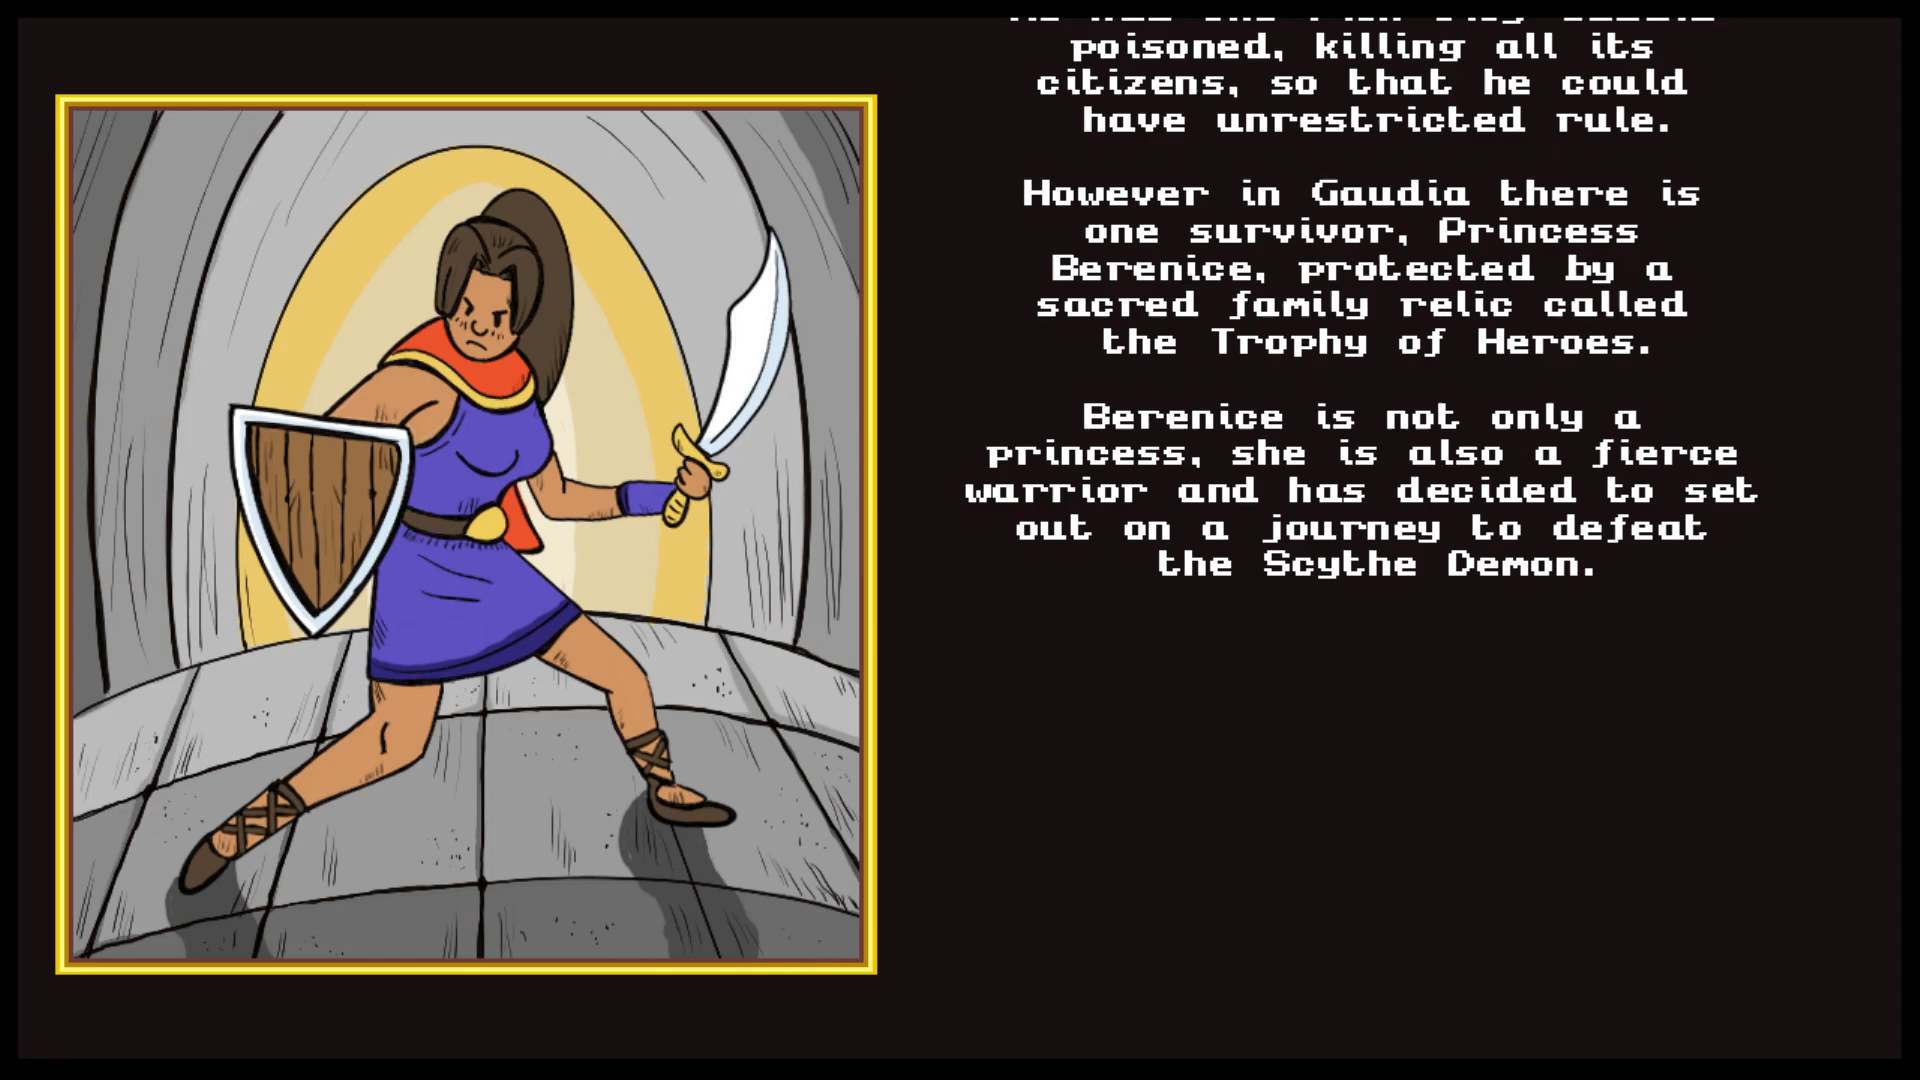 poisoned, killing all its
citizens, so that he could
have unrestricted rule.
However in Gaudia there is
one survivor, Princess
Berenice, protected by a
sacred family relic called
the Trophy of Heroes.
Berenice is not only a
princess, she is also a fierce
warrior and has decided to set
out on a journey to defeat
the Scythe Demon.